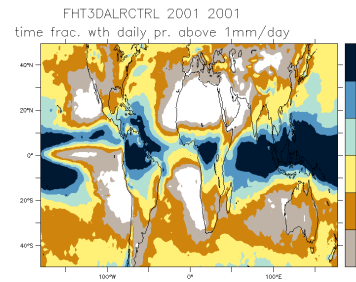 FHT3DALRCTRL 2001 2001
time frac. wth daily pr. above 1mm/day
40°N
20°N
0°
20°S
40°S
100°W
0°
100°E